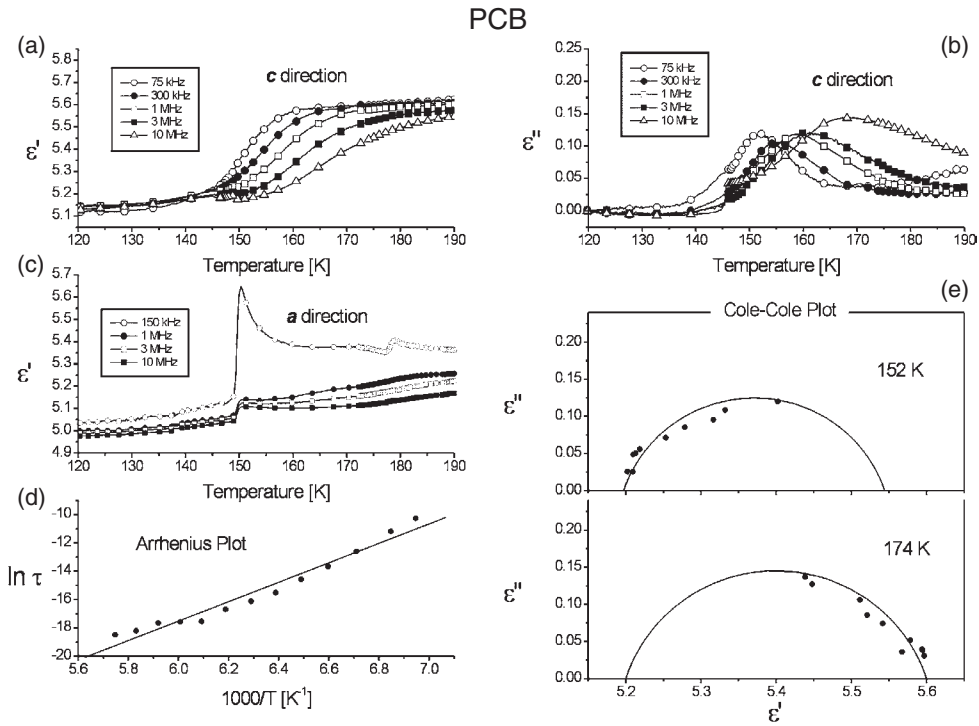 PCB
(a)
5.8
5.7
5.6
5.5
5.4
5.3
5.2
5.1
ε'
75 kHz
300 kHz
1 MHz
3 MHz
10 MHz
c direction
120 130 140 150 160 170 180 190
Temperature [K]
(b)
0.25
0.20
0.15
0.10
0.05
0.00
ε"
75 kHz
300 kHz
1 MHz
3 MHz
10 MHz
c direction
120 130 140 150 160 170 180 190
Temperature [K]
(c)
5.7
5.6
5.5
5.4
5.3
5.2
5.1
5.0
4.9
ε'
150 kHz
1 MHz
3 MHz
10 MHz
a direction
120 130 140 150 160 170 180 190
Temperature [K]
(d)
-10
-12
-14
-16
-18
-20
ln τ
Arrhenius Plot
5.6 5.8 6.0 6.2 6.4 6.6 6.8 7.0
1000/T [K⁻¹]
(e)
Cole-Cole Plot
0.20
0.15
0.10
0.05
0.00
ε"
152 K
0.20
0.15
0.10
0.05
0.00
ε"
174 K
5.2 5.3 5.4 5.5 5.6
ε'